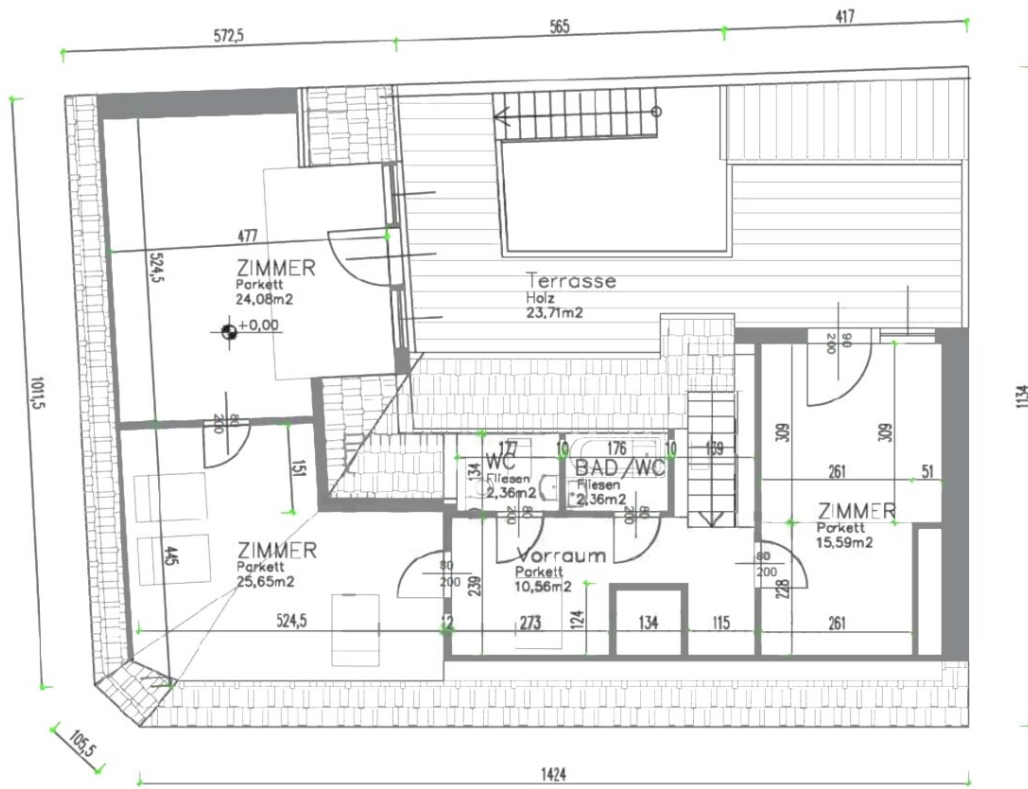 572,5
565
417
1011,5
1134
477
524,5
ZIMMER
Parkett
24,08m2
+0,00
Terrasse
Holz
23,71m2
80
200
90
200
151
445
177
10
176
10
169
134
WC
Fliesen
2,36m2
BAD/WC
Fliesen
2,36m2
80
200
80
200
309
309
261
51
ZIMMER
Parkett
15,59m2
ZIMMER
Parkett
25,65m2
80
200
Vorraum
Parkett
10,56m2
239
80
200
228
524,5
12
273
124
134
115
261
105,5
1424